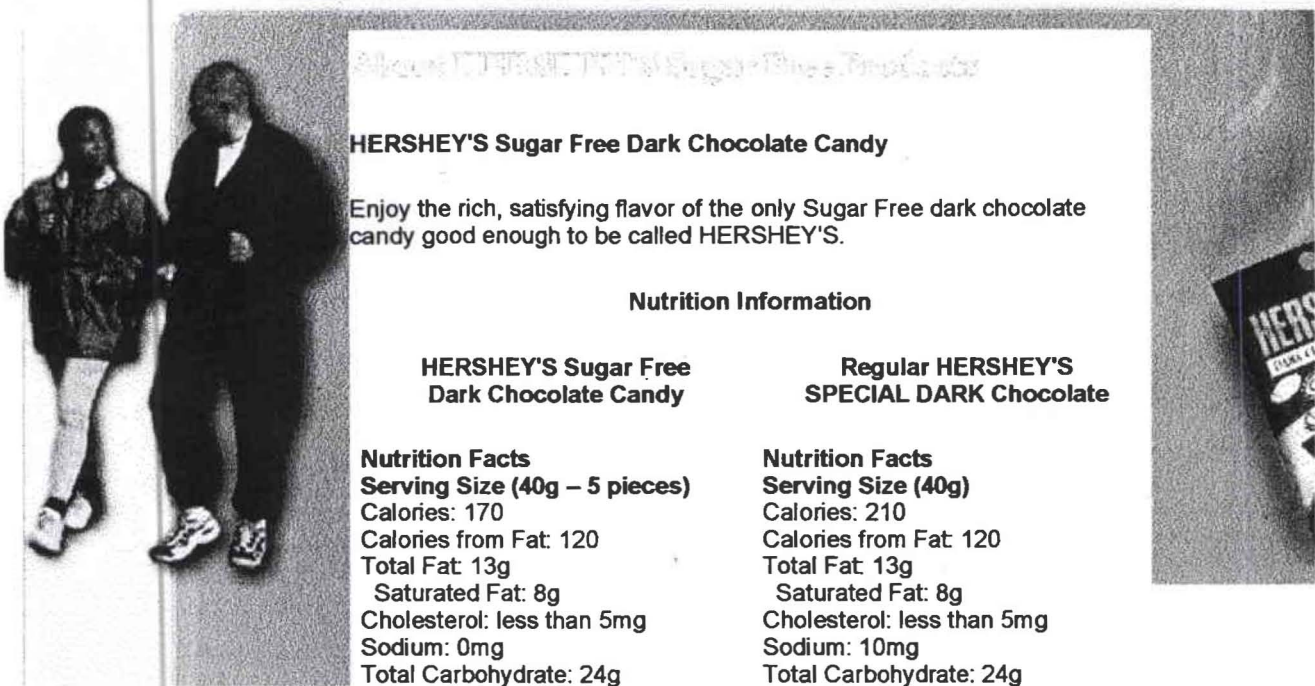 HERSHEY'S Sugar Free Dark Chocolate Candy
Enjoy the rich, satisfying flavor of the only Sugar Free dark chocolate
candy good enough to be called HERSHEY'S.
Nutrition Information
HERSHEY'S Sugar Free
Dark Chocolate Candy
Nutrition Facts
Serving Size (40g – 5 pieces)
Calories: 170
Calories from Fat: 120
Total Fat: 13g
Saturated Fat: 8g
Cholesterol: less than 5mg
Sodium: 0mg
Total Carbohydrate: 24g
Regular HERSHEY'S
SPECIAL DARK Chocolate
Nutrition Facts
Serving Size (40g)
Calories: 210
Calories from Fat: 120
Total Fat: 13g
Saturated Fat: 8g
Cholesterol: less than 5mg
Sodium: 10mg
Total Carbohydrate: 24g